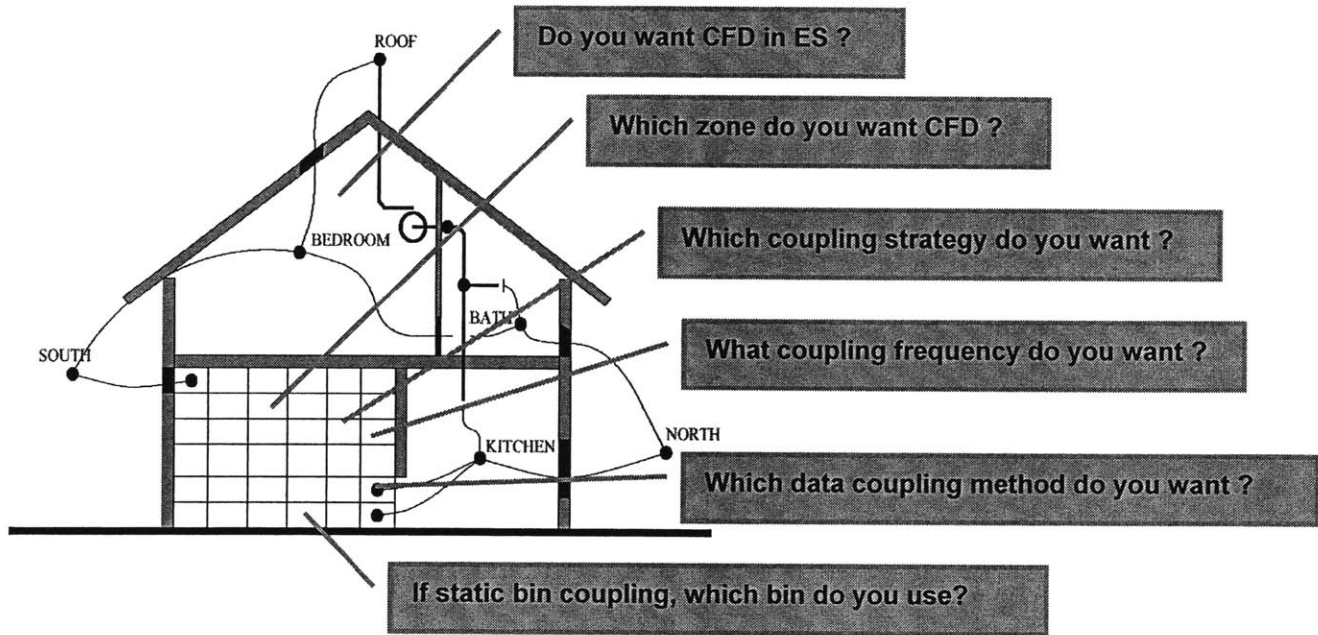 ROOF
Do you want CFD in ES ?
Which zone do you want CFD ?
BEDROOM
Which coupling strategy do you want ?
BATH
SOUTH
What coupling frequency do you want ?
KITCHEN
NORTH
Which data coupling method do you want ?
If static bin coupling, which bin do you use?